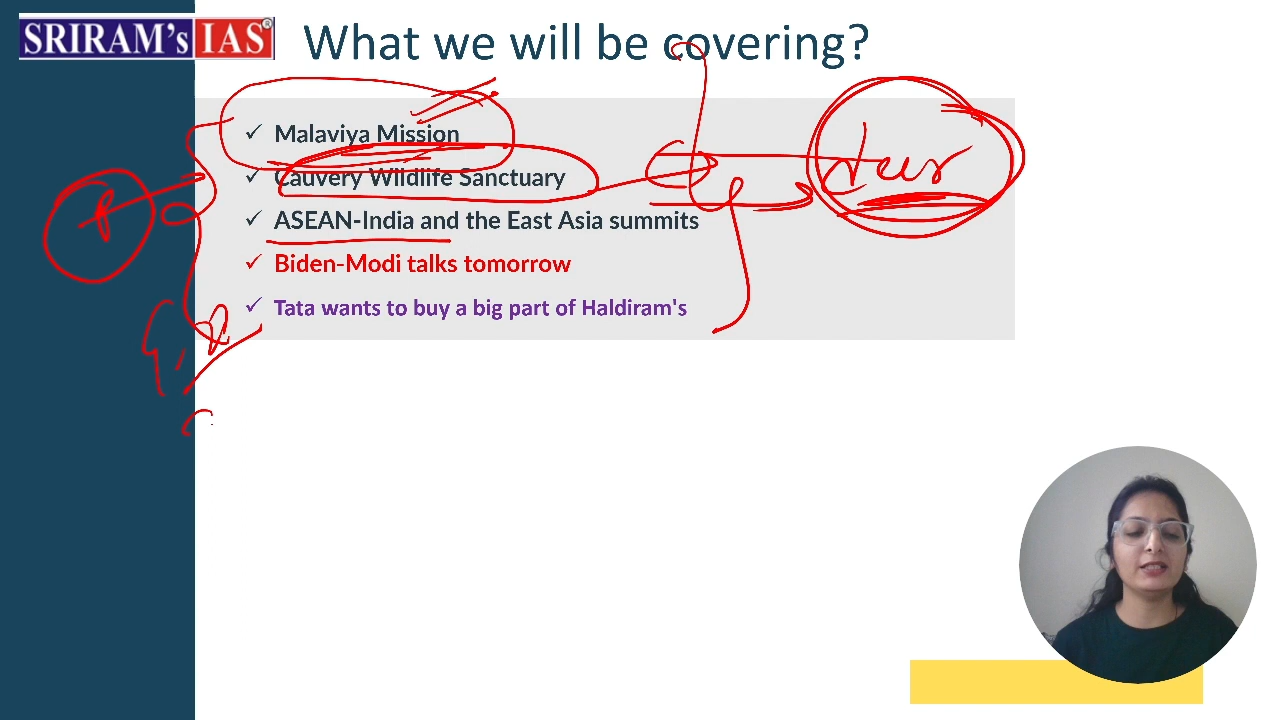 SRIRAM's IAS ®
What we will be covering?
✓ Malaviya Mission
✓ Cauvery Wildlife Sanctuary
✓ ASEAN-India and the East Asia summits
✓ Biden-Modi talks tomorrow
✓ Tata wants to buy a big part of Haldiram's